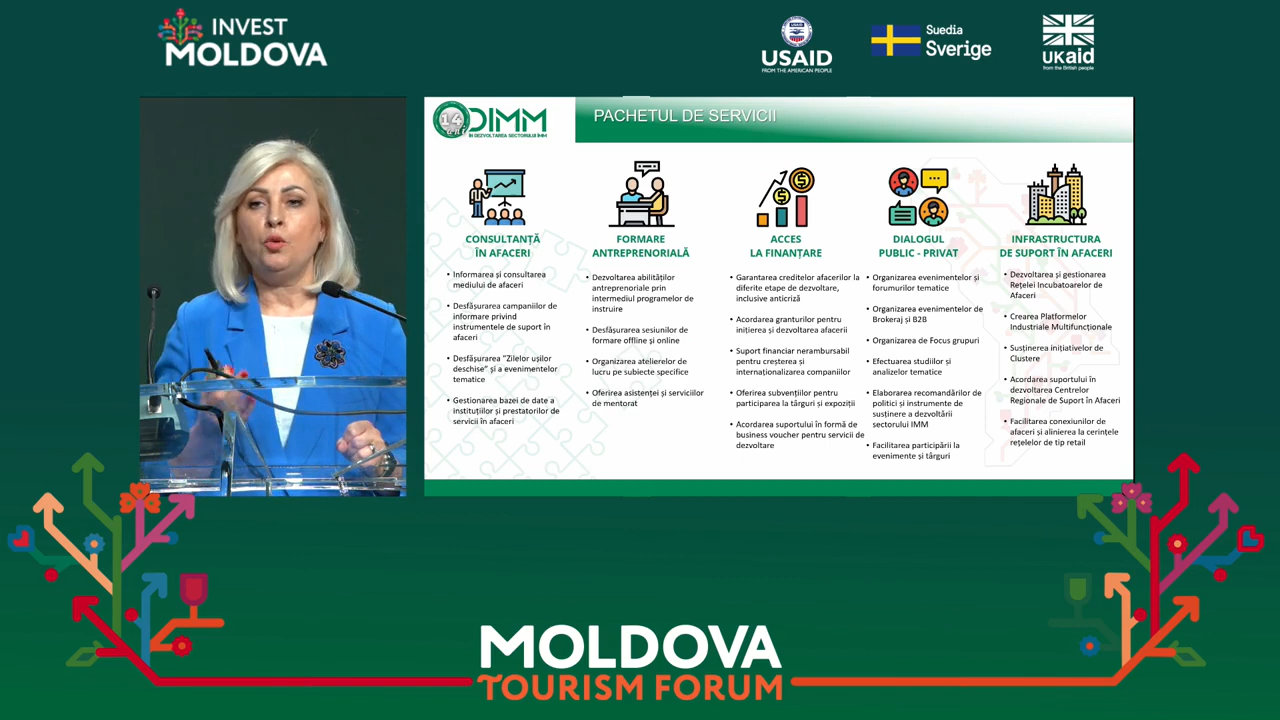 INVEST
MOLDOVA
USAID
FROM THE AMERICAN PEOPLE
Suedia
Sverige
UKaid
from the British people
14
ani
ODIMM
ÎN DEZVOLTAREA SECTORULUI ÎMM
PACHETUL DE SERVICII
CONSULTANȚĂ
ÎN AFACERI
• Informarea și consultarea
mediului de afaceri
• Desfășurarea campaniilor de
informare privind
instrumentele de suport în
afaceri
• Desfășurarea "Zilelor ușilor
deschise" și a evenimentelor
tematice
• Gestionarea bazei de date a
instituțiilor și prestatorilor de
servicii în afaceri
FORMARE
ANTREPRENORIALĂ
• Dezvoltarea abilităților
antreprenoriale prin
intermediul programelor de
instruire
• Desfășurarea sesiunilor de
formare offline și online
• Organizarea atelierelor de
lucru pe subiecte specifice
• Oferirea asistenței și serviciilor
de mentorat
ACCES
LA FINANȚARE
• Garantarea creditelor afacerilor la
diferite etape de dezvoltare,
inclusive anticriză
• Acordarea granturilor pentru
inițierea și dezvoltarea afacerii
• Suport financiar nerambursabil
pentru creșterea și
internaționalizarea companiilor
• Oferirea subvențiilor pentru
participarea la târguri și expoziții
• Acordarea suportului în formă de
business voucher pentru servicii de
dezvoltare
DIALOGUL
PUBLIC - PRIVAT
• Organizarea evenimentelor și
forumurilor tematice
• Organizarea evenimentelor de
Brokeraj și B2B
• Organizarea de Focus grupuri
• Efectuarea studiilor și
analizelor tematice
• Elaborarea recomandărilor de
politici și instrumente de
susținere a dezvoltării
sectorului IMM
• Facilitarea participării la
evenimente și târguri
INFRASTRUCTURA
DE SUPORT ÎN AFACERI
• Dezvoltarea și gestionarea
Rețelei Incubatoarelor de
Afaceri
• Crearea Platformelor
Industriale Multifuncționale
• Susținerea inițiativelor de
Clustere
• Acordarea suportului în
dezvoltarea Centrelor
Regionale de Suport în Afaceri
• Facilitarea conexiunilor de
afaceri și alinierea la cerințele
rețelelor de tip retail
MOLDOVA
TOURISM FORUM